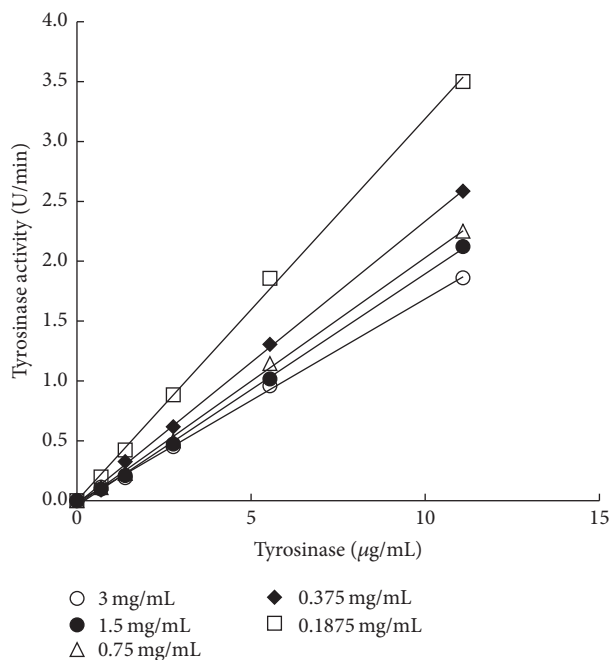 4.0
3.5
3.0
2.5
2.0
1.5
1.0
0.5
0.0
Tyrosinase activity (U/min)
0 5 10 15
Tyrosinase (μg/mL)
3 mg/mL 0.375 mg/mL
1.5 mg/mL 0.1875 mg/mL
0.75 mg/mL